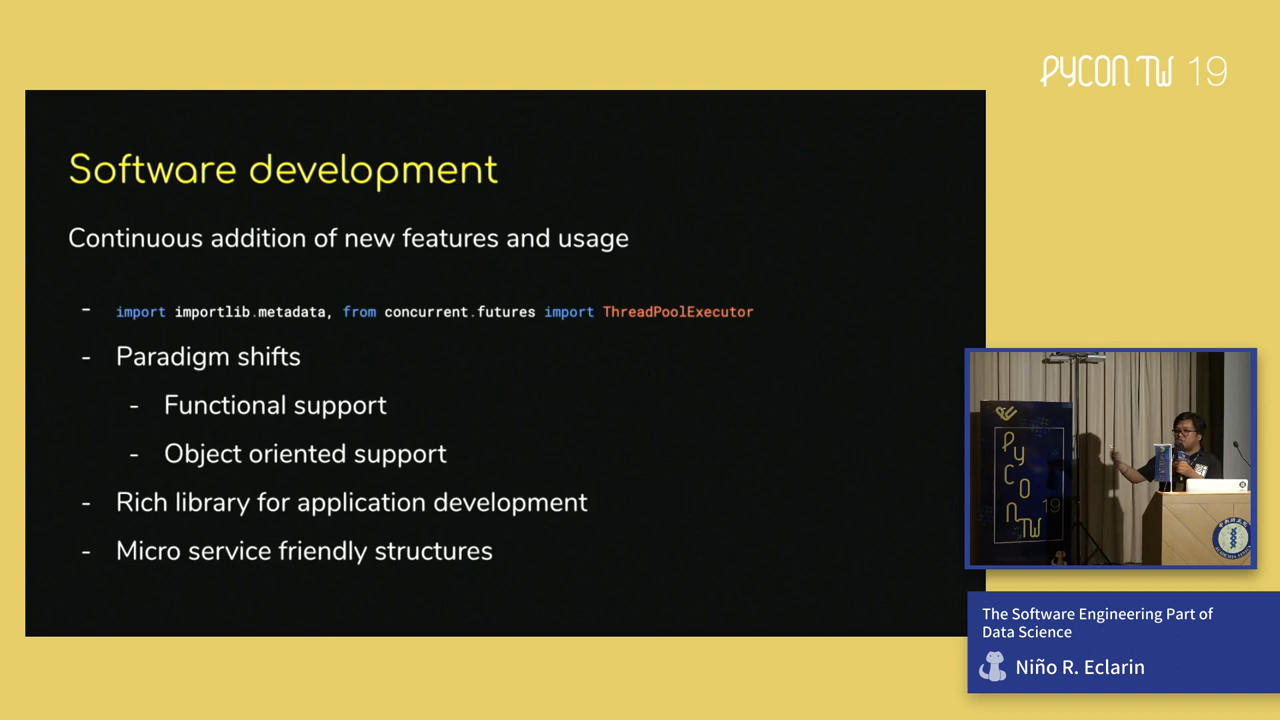 PYCON TW 19
Software development
Continuous addition of new features and usage
- import importlib.metadata, from concurrent.futures import ThreadPoolExecutor
- Paradigm shifts
- Functional support
- Object oriented support
- Rich library for application development
- Micro service friendly structures
PyCONTW
19
The Software Engineering Part of
Data Science
Niño R. Eclarin